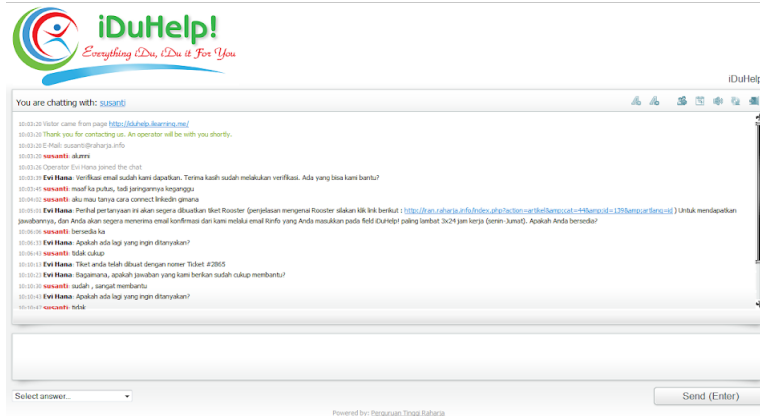 iDuHelp!
Everything iDu, iDu it For You
iDuHelp
You are chatting with: susanti
10:03:20 Visitor came from page http://iduhelp.ilearning.me/
10:03:20 Thank you for contacting us. An operator will be with you shortly.
10:03:20 E-Mail: susanti@raharja.info
10:03:20 susanti: alumni
10:03:26 Operator Evi Hana joined the chat
10:03:39 Evi Hana: Verifikasi email sudah kami dapatkan. Terima kasih sudah melakukan verifikasi. Ada yang bisa kami bantu?
10:03:45 susanti: maaf ka putus, tadi jaringannya keganggu
10:04:02 susanti: aku mau tanya cara connect linkedin gimana
10:05:01 Evi Hana: Perihal pertanyaan ini akan segera dibuatkan tiket Rooster (penjelasan mengenai Rooster silakan klik link berikut : http://iran.raharja.info/index.php?action=artikel&amp;cat=44&amp;id=139&amp;artlang=id ) Untuk mendapatkan
jawabannya, dan Anda akan segera menerima email konfirmasi dari kami melalui email Rinfo yang Anda masukkan pada field iDuHelp! paling lambat 3x24 jam kerja (senin-Jumat). Apakah Anda bersedia?
10:06:06 susanti: bersedia ka
10:06:33 Evi Hana: Apakah ada lagi yang ingin ditanyakan?
10:06:43 susanti: tidak cukup
10:10:13 Evi Hana: Tiket anda telah dibuat dengan nomer Ticket #2865
10:10:23 Evi Hana: Bagaimana, apakah jawaban yang kami berikan sudah cukup membantu?
10:10:30 susanti: sudah , sangat membantu
10:10:43 Evi Hana: Apakah ada lagi yang ingin ditanyakan?
10:10:47 susanti: tidak
Select answer...
Send (Enter)
Powered by: Perguruan Tinggi Raharja